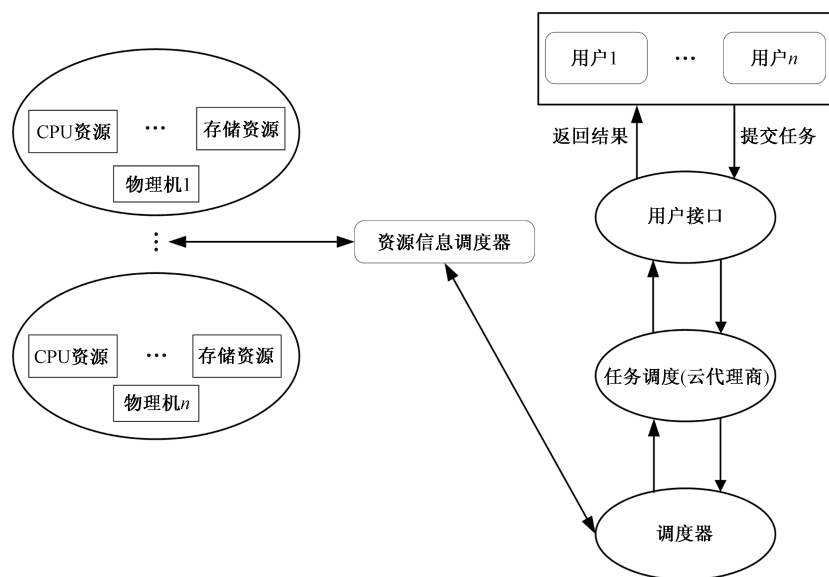 用户1
…
用户n
返回结果
提交任务
CPU资源
…
存储资源
物理机1
用户接口
⋮
资源信息调度器
CPU资源
…
存储资源
物理机n
任务调度(云代理商)
调度器